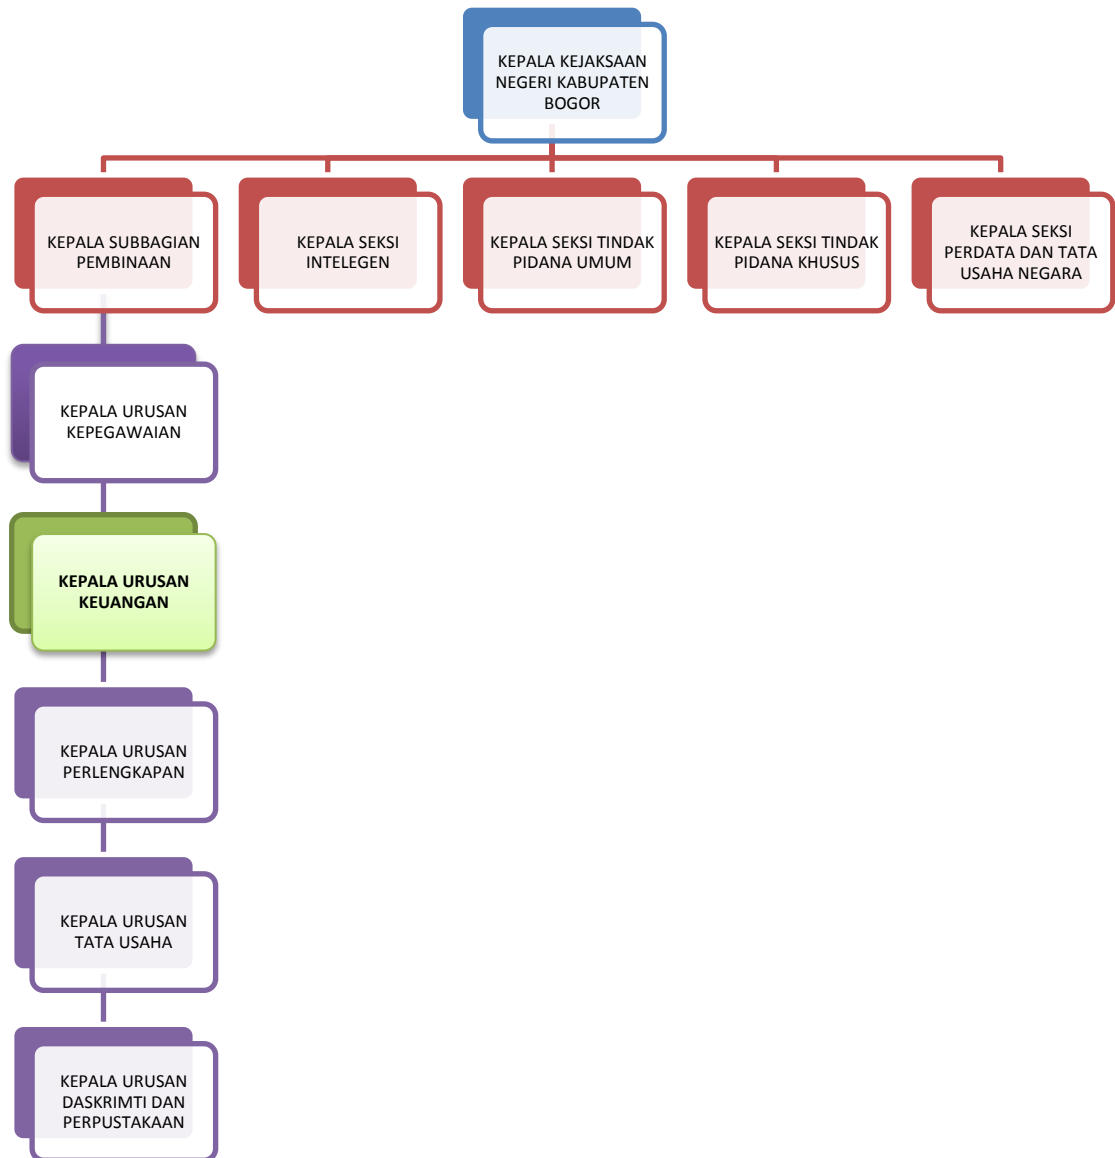 KEPALA KEJAKSAAN
NEGERI KABUPATEN
BOGOR
KEPALA SUBBAGIAN
PEMBINAAN
KEPALA SEKSI
INTELEGEN
KEPALA SEKSI TINDAK
PIDANA UMUM
KEPALA SEKSI TINDAK
PIDANA KHUSUS
KEPALA SEKSI
PERDATA DAN TATA
USAHA NEGARA
KEPALA URUSAN
KEPEGAWAIAN
KEPALA URUSAN
KEUANGAN
KEPALA URUSAN
PERLENGKAPAN
KEPALA URUSAN
TATA USAHA
KEPALA URUSAN
DASKRIMTI DAN
PERPUSTAKAAN